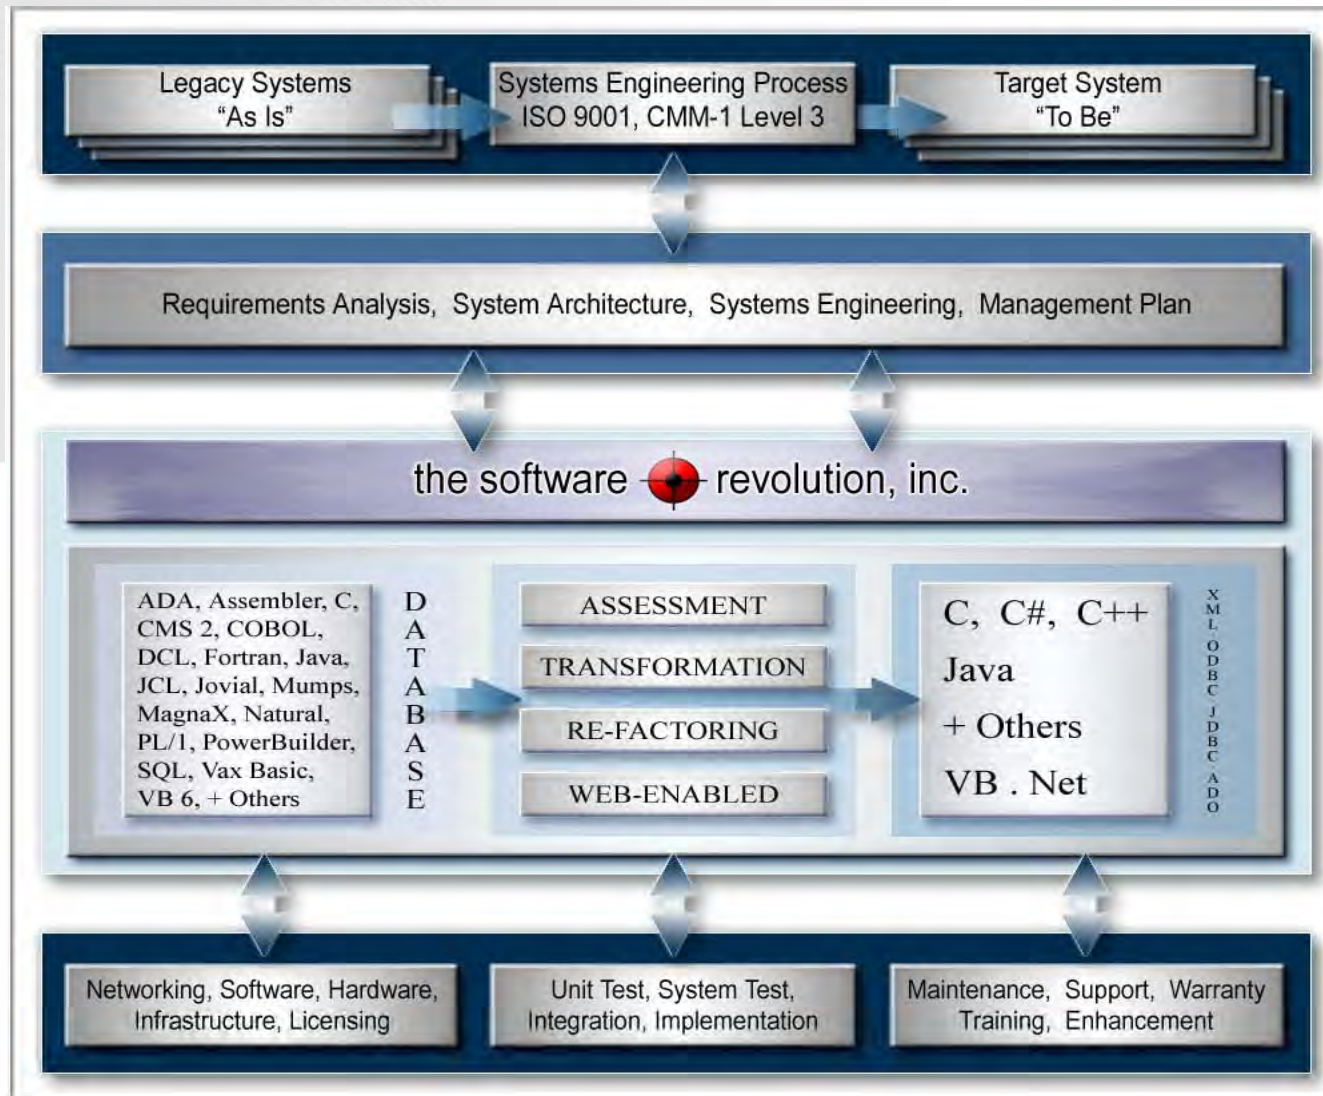 Legacy Systems
“As Is”
Systems Engineering Process
ISO 9001, CMM-1 Level 3
Target System
“To Be”
Requirements Analysis, System Architecture, Systems Engineering, Management Plan
the software revolution, inc.
ADA, Assembler, C,
CMS 2, COBOL,
DCL, Fortran, Java,
JCL, Jovial, Mumps,
MagnaX, Natural,
PL/1, PowerBuilder,
SQL, Vax Basic,
VB 6, + Others
DATABASE
ASSESSMENT
TRANSFORMATION
RE-FACTORING
WEB-ENABLED
C, C#, C++
Java
+ Others
VB . Net
XML ODBC JDBC ADO
Networking, Software, Hardware,
Infrastructure, Licensing
Unit Test, System Test,
Integration, Implementation
Maintenance, Support, Warranty
Training, Enhancement